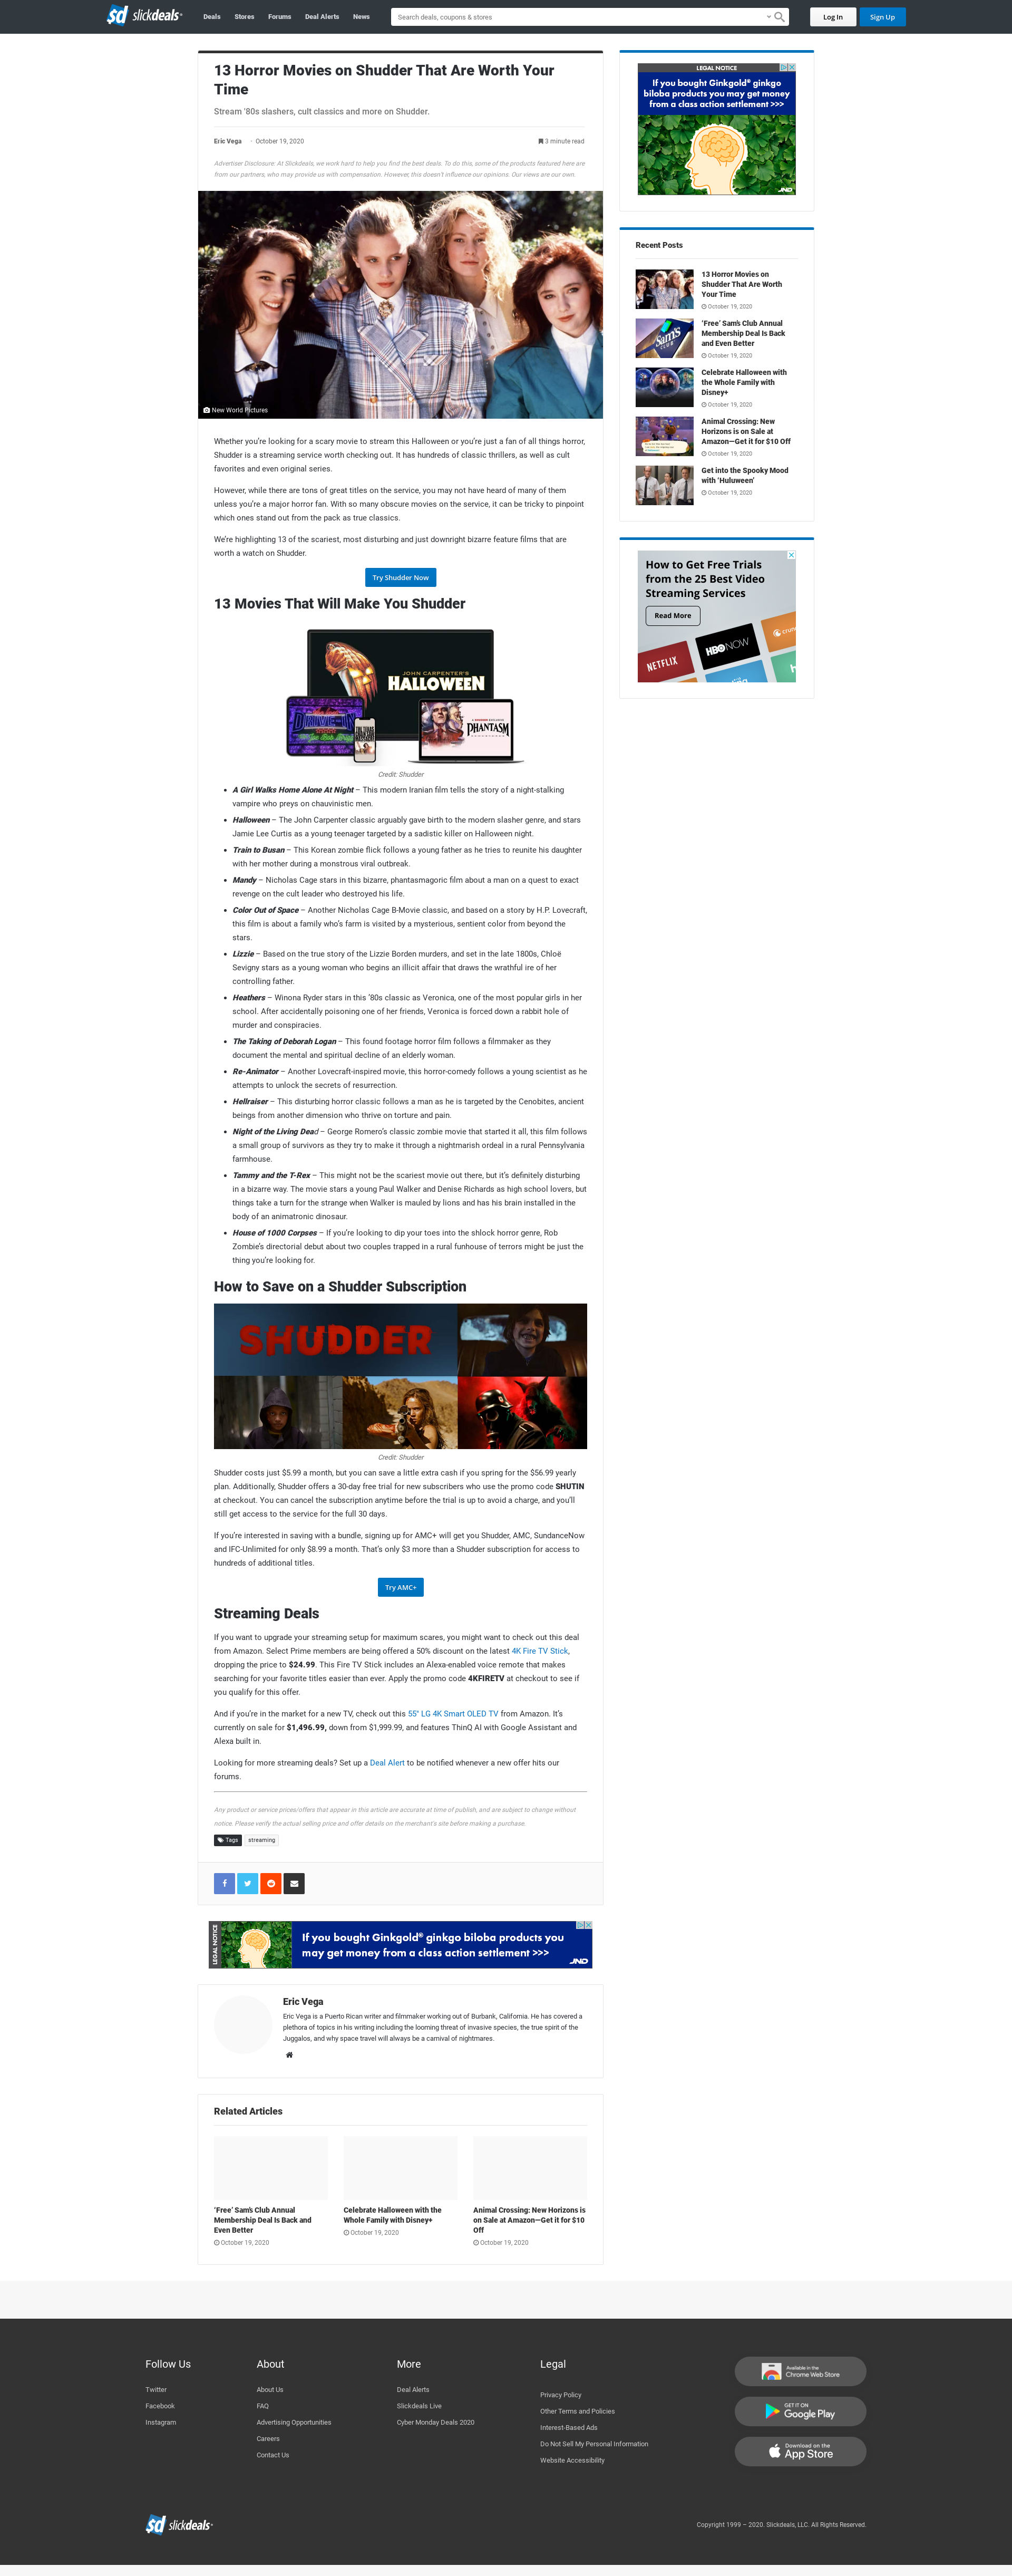 sd slickdeals
Deals Stores Forums Deal Alerts News
Search deals, coupons & stores
Log In Sign Up
13 Horror Movies on Shudder That Are Worth Your
Time
Stream '80s slashers, cult classics and more on Shudder.
Eric Vega · October 19, 2020
3 minute read
Advertiser Disclosure: At Slickdeals, we work hard to help you find the best deals. To do this, some of the products featured here are
from our partners, who may provide us with compensation. However, this doesn't influence our opinions. Our views are our own.
New World Pictures
Whether you're looking for a scary movie to stream this Halloween or you're just a fan of all things horror,
Shudder is a streaming service worth checking out. It has hundreds of classic thrillers, as well as cult
favorites and even original series.
However, while there are tons of great titles on the service, you may not have heard of many of them
unless you're a major horror fan. With so many obscure movies on the service, it can be tricky to pinpoint
which ones stand out from the pack as true classics.
We're highlighting 13 of the scariest, most disturbing and just downright bizarre feature films that are
worth a watch on Shudder.
Try Shudder Now
13 Movies That Will Make You Shudder
JOHN CARPENTER'S
HALLOWEEN
PHANTASM
Credit: Shudder
A Girl Walks Home Alone At Night – This modern Iranian film tells the story of a night-stalking
vampire who preys on chauvinistic men.
Halloween – The John Carpenter classic arguably gave birth to the modern slasher genre, and stars
Jamie Lee Curtis as a young teenager targeted by a sadistic killer on Halloween night.
Train to Busan – This Korean zombie flick follows a young father as he tries to reunite his daughter
with her mother during a monstrous viral outbreak.
Mandy – Nicholas Cage stars in this bizarre, phantasmagoric film about a man on a quest to exact
revenge on the cult leader who destroyed his life.
Color Out of Space – Another Nicholas Cage B-Movie classic, and based on a story by H.P. Lovecraft,
this film is about a family who's farm is visited by a mysterious, sentient color from beyond the
stars.
Lizzie – Based on the true story of the Lizzie Borden murders, and set in the late 1800s, Chloë
Sevigny stars as a young woman who begins an illicit affair that draws the wrathful ire of her
controlling father.
Heathers – Winona Ryder stars in this '80s classic as Veronica, one of the most popular girls in her
school. After accidentally poisoning one of her friends, Veronica is forced down a rabbit hole of
murder and conspiracies.
The Taking of Deborah Logan – This found footage horror film follows a filmmaker as they
document the mental and spiritual decline of an elderly woman.
Re-Animator – Another Lovecraft-inspired movie, this horror-comedy follows a young scientist as he
attempts to unlock the secrets of resurrection.
Hellraiser – This disturbing horror classic follows a man as he is targeted by the Cenobites, ancient
beings from another dimension who thrive on torture and pain.
Night of the Living Dead – George Romero's classic zombie movie that started it all, this film follows
a small group of survivors as they try to make it through a nightmarish ordeal in a rural Pennsylvania
farmhouse.
Tammy and the T-Rex – This might not be the scariest movie out there, but it's definitely disturbing
in a bizarre way. The movie stars a young Paul Walker and Denise Richards as high school lovers, but
things take a turn for the strange when Walker is mauled by lions and has his brain installed in the
body of an animatronic dinosaur.
House of 1000 Corpses – If you're looking to dip your toes into the shlock horror genre, Rob
Zombie's directorial debut about two couples trapped in a rural funhouse of terrors might be just the
thing you're looking for.
How to Save on a Shudder Subscription
SHUDDER
Credit: Shudder
Shudder costs just $5.99 a month, but you can save a little extra cash if you spring for the $56.99 yearly
plan. Additionally, Shudder offers a 30-day free trial for new subscribers who use the promo code SHUTIN
at checkout. You can cancel the subscription anytime before the trial is up to avoid a charge, and you'll
still get access to the service for the full 30 days.
If you're interested in saving with a bundle, signing up for AMC+ will get you Shudder, AMC, SundanceNow
and IFC-Unlimited for only $8.99 a month. That's only $3 more than a Shudder subscription for access to
hundreds of additional titles.
Try AMC+
Streaming Deals
If you want to upgrade your streaming setup for maximum scares, you might want to check out this deal
from Amazon. Select Prime members are being offered a 50% discount on the latest 4K Fire TV Stick,
dropping the price to $24.99. This Fire TV Stick includes an Alexa-enabled voice remote that makes
searching for your favorite titles easier than ever. Apply the promo code 4KFIRETV at checkout to see if
you qualify for this offer.
And if you're in the market for a new TV, check out this 55" LG 4K Smart OLED TV from Amazon. It's
currently on sale for $1,496.99, down from $1,999.99, and features ThinQ AI with Google Assistant and
Alexa built in.
Looking for more streaming deals? Set up a Deal Alert to be notified whenever a new offer hits our
forums.
Any product or service prices/offers that appear in this article are accurate at time of publish, and are subject to change without
notice. Please verify the actual selling price and offer details on the merchant's site before making a purchase.
Tags streaming
LEGAL NOTICE
If you bought Ginkgold® ginkgo biloba products you
may get money from a class action settlement >>>
JND
Eric Vega
Eric Vega is a Puerto Rican writer and filmmaker working out of Burbank, California. He has covered a
plethora of topics in his writing including the looming threat of invasive species, the true spirit of the
Juggalos, and why space travel will always be a carnival of nightmares.
Related Articles
'Free' Sam's Club Annual
Membership Deal Is Back and
Even Better
October 19, 2020
Celebrate Halloween with the
Whole Family with Disney+
October 19, 2020
Animal Crossing: New Horizons is
on Sale at Amazon—Get it for $10
Off
October 19, 2020
LEGAL NOTICE
If you bought Ginkgold® ginkgo
biloba products you may get money
from a class action settlement >>>
JND
Recent Posts
13 Horror Movies on
Shudder That Are Worth
Your Time
October 19, 2020
'Free' Sam's Club Annual
Membership Deal Is Back
and Even Better
October 19, 2020
Celebrate Halloween with
the Whole Family with
Disney+
October 19, 2020
Animal Crossing: New
Horizons is on Sale at
Amazon—Get it for $10 Off
October 19, 2020
Get into the Spooky Mood
with 'Huluween'
October 19, 2020
How to Get Free Trials
from the 25 Best Video
Streaming Services
Read More
NETFLIX
HBO NOW
Follow Us
Twitter
Facebook
Instagram
About
About Us
FAQ
Advertising Opportunities
Careers
Contact Us
More
Deal Alerts
Slickdeals Live
Cyber Monday Deals 2020
Legal
Privacy Policy
Other Terms and Policies
Interest-Based Ads
Do Not Sell My Personal Information
Website Accessibility
Available in the
Chrome Web Store
GET IT ON
Google Play
Download on the
App Store
sd slickdeals
Copyright 1999 – 2020. Slickdeals, LLC. All Rights Reserved.